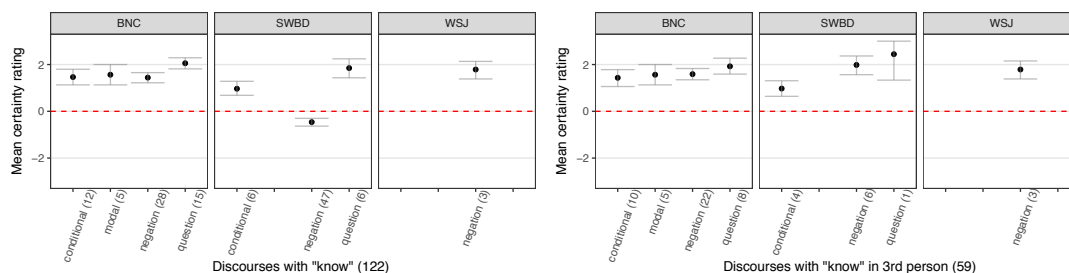 BNC
SWBD
WSJ
Mean certainty rating
2
0
−2
conditional (12)
modal (5)
negation (28)
question (15)
conditional (6)
negation (47)
question (6)
negation (3)
Discourses with "know" (122)
BNC
SWBD
WSJ
Mean certainty rating
2
0
−2
conditional (10)
modal (5)
negation (22)
question (8)
conditional (4)
negation (6)
question (1)
negation (3)
Discourses with "know" in 3rd person (59)